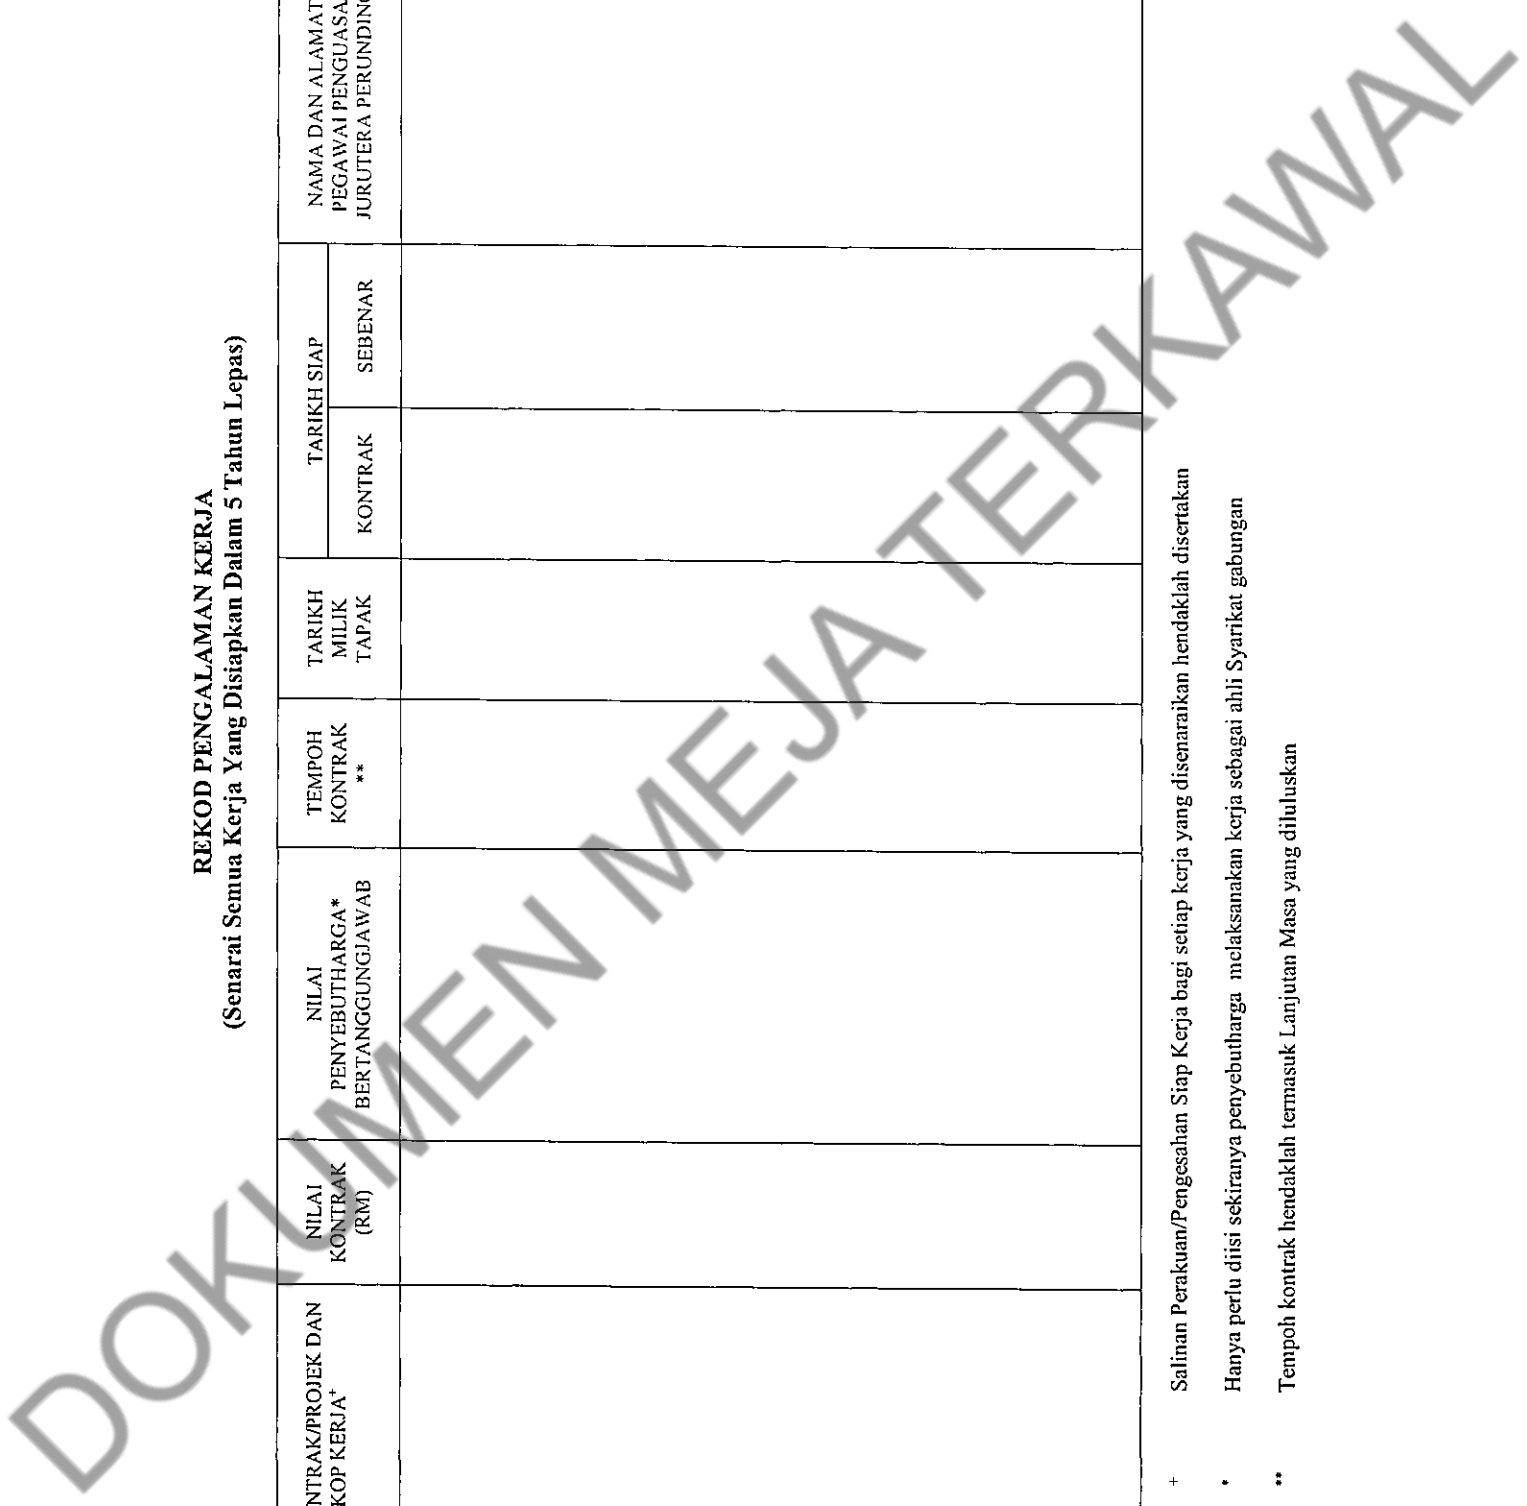 REKOD PENGALAMAN KERJA
(Senarai Semua Kerja Yang Disiapkan Dalam 5 Tahun Lepas)
NTRAK/PROJEK DAN
KOP KERJA+
NILAI
KONTRAK
(RM)
NILAI
PENYEBUTHARGA*
BERTANGGUNGJAWAB
TEMPOH
KONTRAK
**
TARIKH
MILIK
TAPAK
TARIKH SIAP
KONTRAK
SEBENAR
NAMA DAN ALAMAT
PEGAWAI PENGUASA
JURUTERA PERUNDING
+ Salinan Perakuan/Pengesahan Siap Kerja bagi setiap kerja yang disenaraikan hendaklah disertakan
* Hanya perlu diisi sekiranya penyebutharga melaksanakan kerja sebagai ahli Syarikat gabungan
** Tempoh kontrak hendaklah termasuk Lanjutan Masa yang diluluskan
DOKUMEN MEJA TERKAWAL